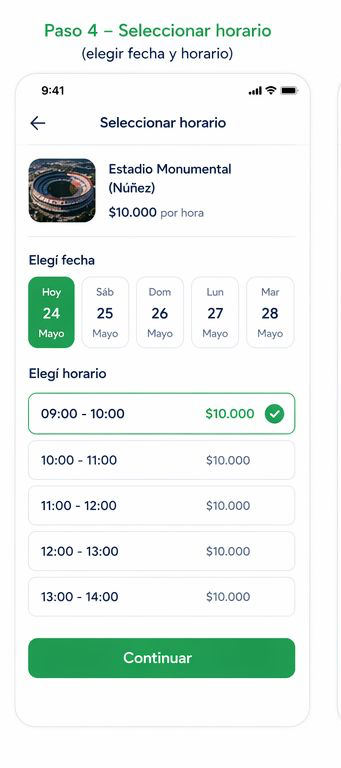 Paso 4 – Seleccionar horario
(elegir fecha y horario)
9:41
Seleccionar horario
Estadio Monumental
(Núñez)
$10.000 por hora
Elegí fecha
Hoy
24
Mayo
Sáb
25
Mayo
Dom
26
Mayo
Lun
27
Mayo
Mar
28
Mayo
Elegí horario
09:00 - 10:00 $10.000
10:00 - 11:00 $10.000
11:00 - 12:00 $10.000
12:00 - 13:00 $10.000
13:00 - 14:00 $10.000
Continuar